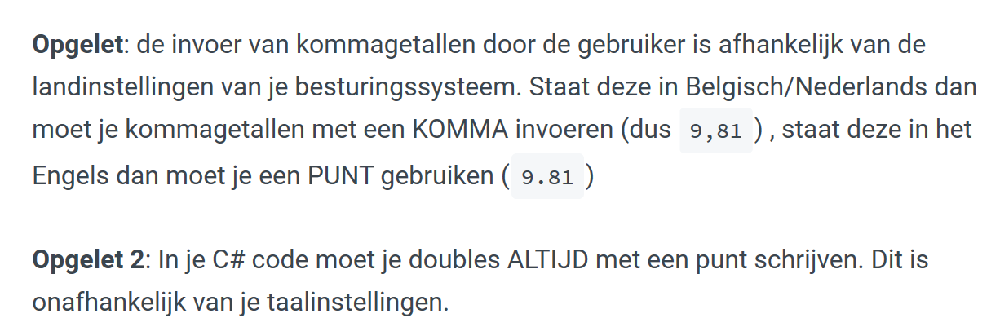 Opgelet: de invoer van kommagetallen door de gebruiker is afhankelijk van de
landinstellingen van je besturingssysteem. Staat deze in Belgisch/Nederlands dan
moet je kommagetallen met een KOMMA invoeren (dus 9,81 ) , staat deze in het
Engels dan moet je een PUNT gebruiken ( 9.81 )
Opgelet 2: In je C# code moet je doubles ALTIJD met een punt schrijven. Dit is
onafhankelijk van je taalinstellingen.